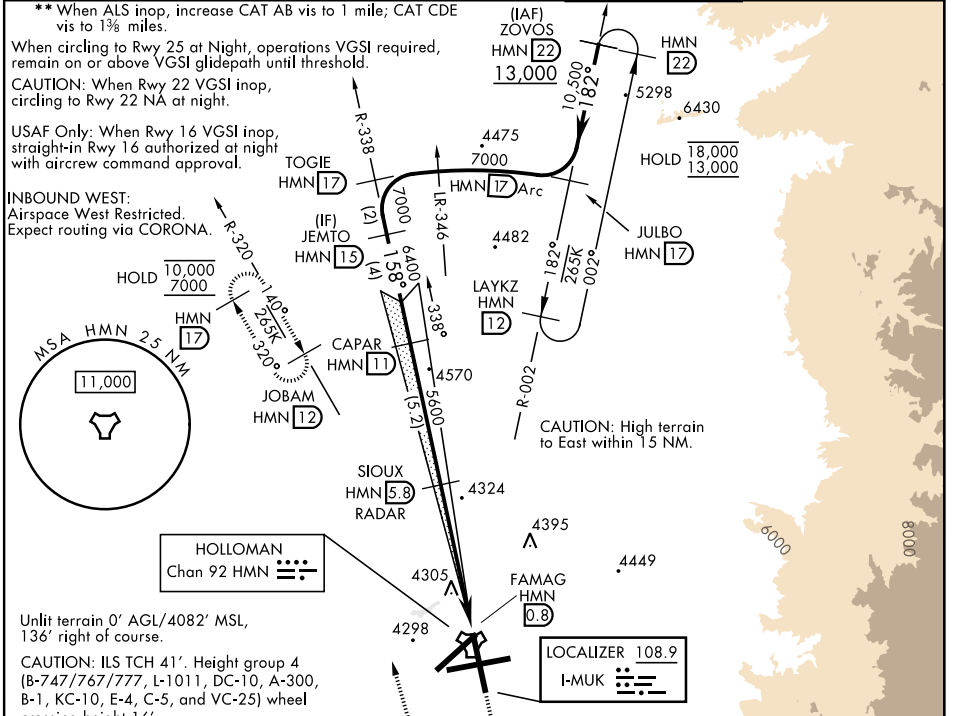 ** When ALS inop, increase CAT AB vis to 1 mile; CAT CDE
vis to 1⅜ miles.
When circling to Rwy 25 at Night, operations VGSI required,
remain on or above VGSI glidepath until threshold.
CAUTION: When Rwy 22 VGSI inop,
circling to Rwy 22 NA at night.
USAF Only: When Rwy 16 VGSI inop,
straight-in Rwy 16 authorized at night
with aircrew command approval.
INBOUND WEST:
Airspace West Restricted.
Expect routing via CORONA.
(IAF)
ZOVOS
HMN 22
13,000
HMN
22
10,500
182°
5298
6430
HOLD 18,000
13,000
R-338
4475
7000
TOGIE
HMN 17
HMN 17 Arc
7000
(2)
LR-346
(IF)
JEMTO
HMN 15
6400
(4)
158°
4482
182°
265K
002°
JULBO
HMN 17
R-320
HOLD 10,000
7000
140°
265K
320°
HMN
17
JOBAM
HMN 12
LAYKZ
HMN
12
R-002
338°
CAPAR
HMN 11
4570
5600
(5.2)
MSA HMN 25 NM
11,000
CAUTION: High terrain
to East within 15 NM.
SIOUX
HMN 5.8
RADAR
4324
4395
4449
6000
8000
HOLLOMAN
Chan 92 HMN
4305
FAMAG
HMN
0.8
4298
Unlit terrain 0' AGL/4082' MSL,
136' right of course.
LOCALIZER 108.9
I-MUK
CAUTION: ILS TCH 41'. Height group 4
(B-747/767/777, L-1011, DC-10, A-300,
B-1, KC-10, E-4, C-5, and VC-25) wheel